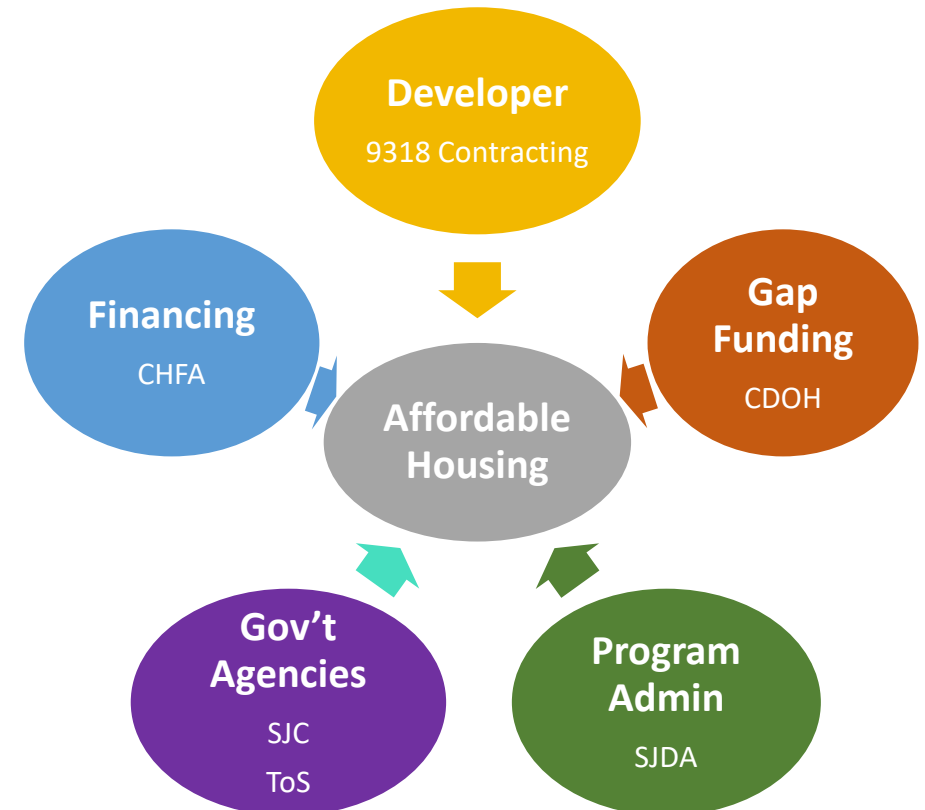 Developer
9318 Contracting
Financing
CHFA
Gap
Funding
CDOH
Affordable
Housing
Gov’t
Agencies
SJC
ToS
Program
Admin
SJDA